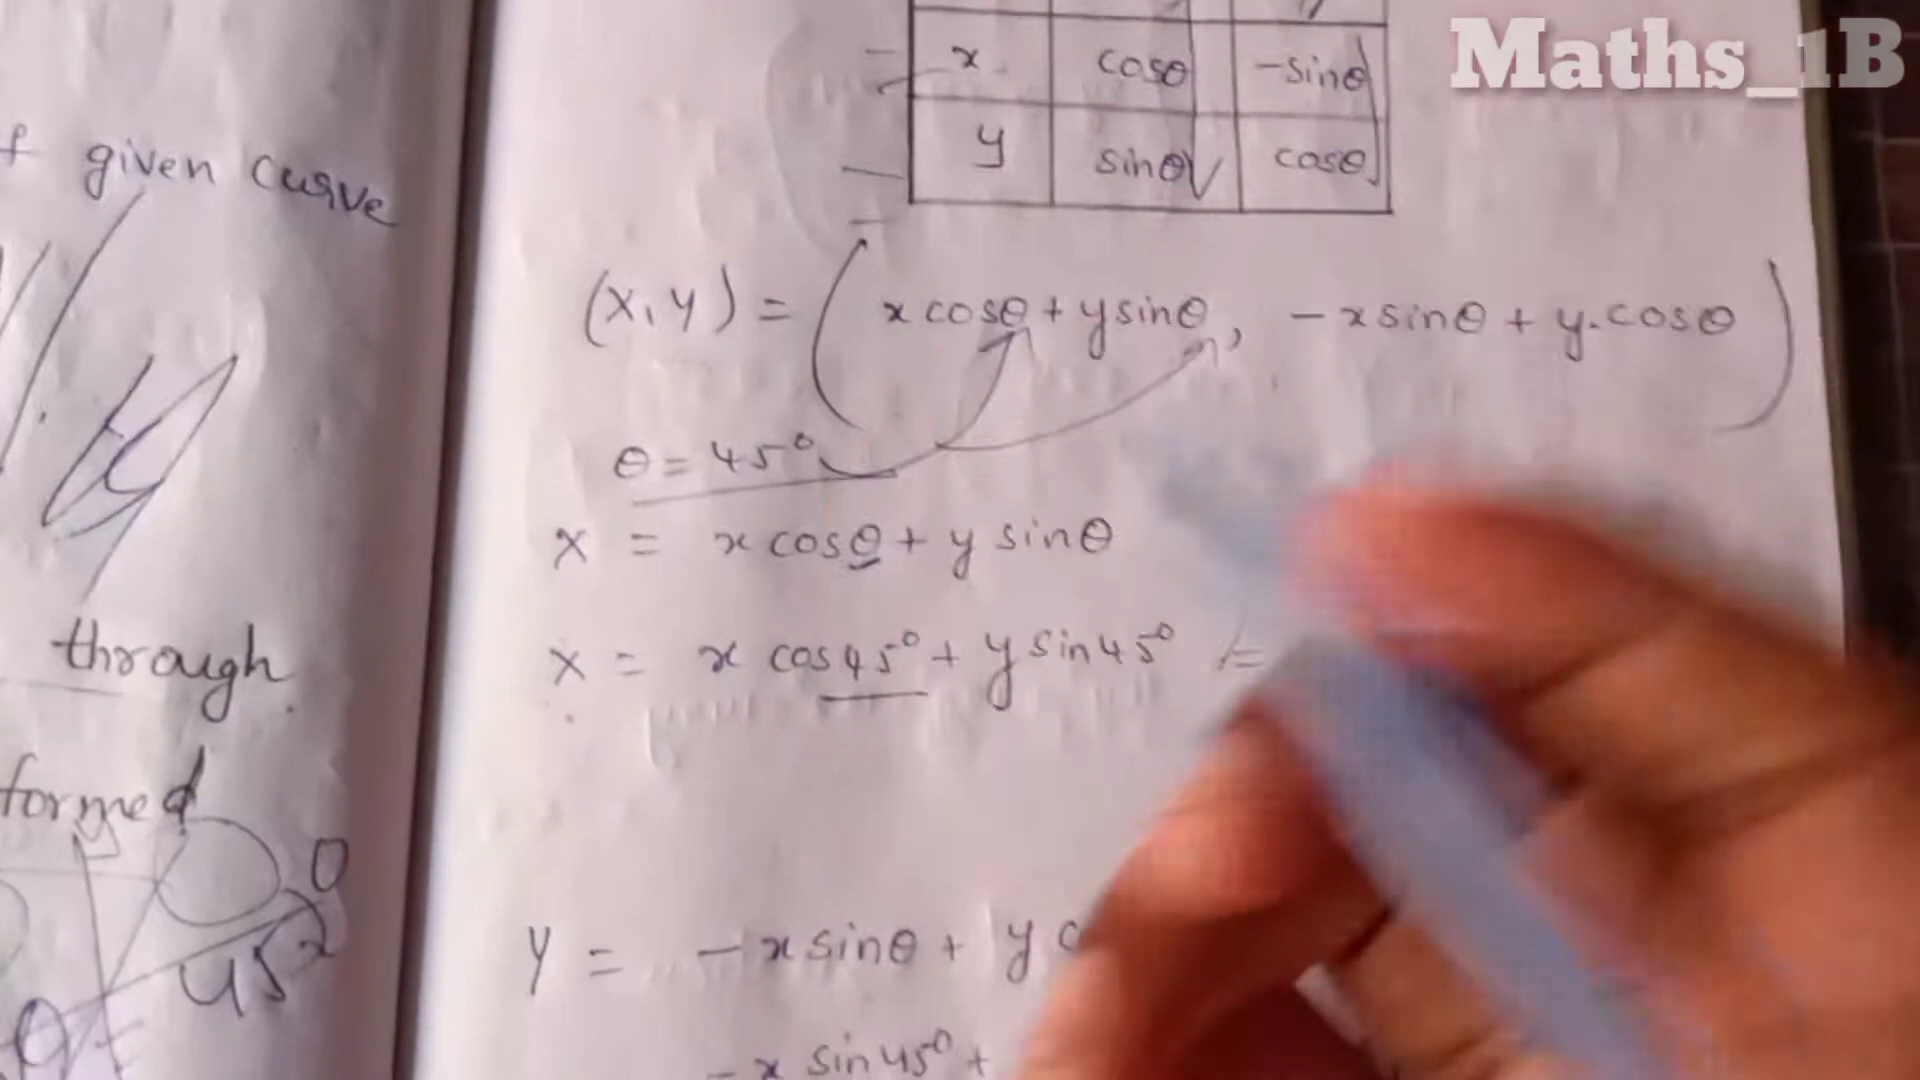 Maths_1B
x cosθ -sinθ
y sinθ cosθ
given curve
(X, Y) = ( x cosθ + y sinθ, - x sinθ + y. cosθ )
θ = 45°
X = x cosθ + y sinθ
through.
X = x cos45° + y sin45° =
formed
0
45
Y = - x sinθ + y c
- x sin45° +